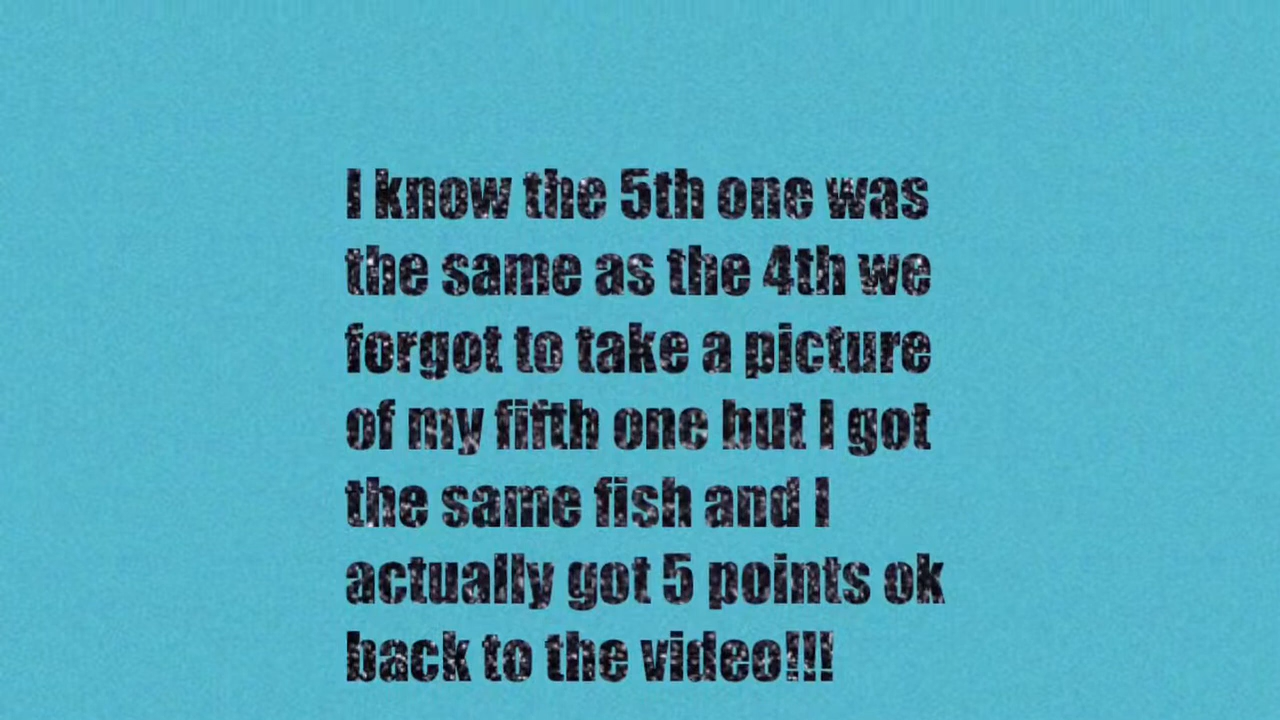 I know the 5th one was
the same as the 4th we
forgot to take a picture
of my fifth one but I got
the same fish and I
actually got 5 points ok
back to the video!!!